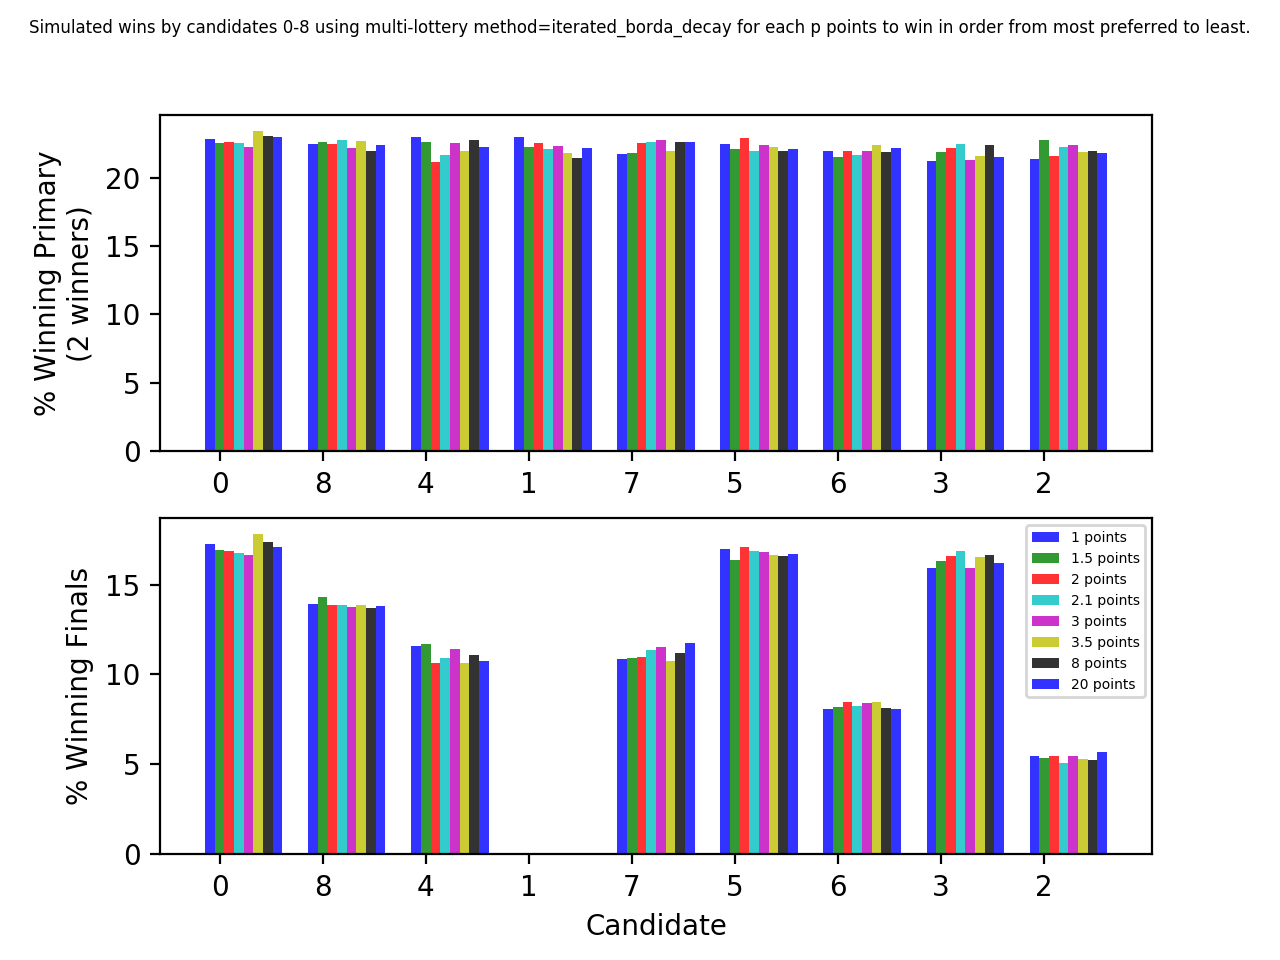 Simulated wins by candidates 0-8 using multi-lottery method=iterated_borda_decay for each p points to win in order from most preferred to least.
% Winning Primary
(2 winners)
20
15
10
5
0
0 8 4 1 7 5 6 3 2
% Winning Finals
15
10
5
0
1 points
1.5 points
2 points
2.1 points
3 points
3.5 points
8 points
20 points
0 8 4 1 7 5 6 3 2
Candidate